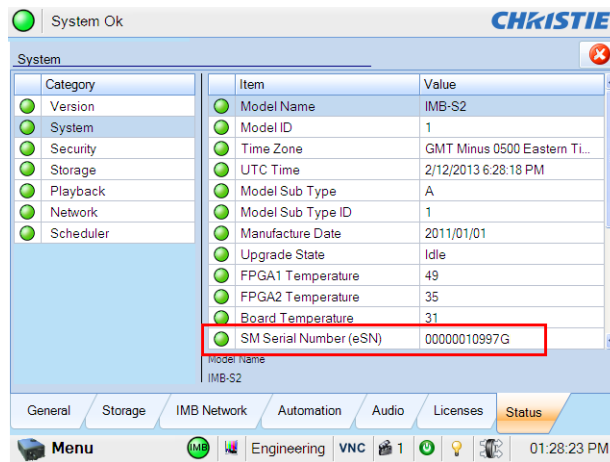 System Ok
CHRISTIE
System
Category
Item
Value
Version
Model Name
IMB-S2
System
Model ID
1
Security
Time Zone
GMT Minus 0500 Eastern Ti...
Storage
UTC Time
2/12/2013 6:28:18 PM
Playback
Model Sub Type
A
Network
Model Sub Type ID
1
Scheduler
Manufacture Date
2011/01/01
Upgrade State
Idle
FPGA1 Temperature
49
FPGA2 Temperature
35
Board Temperature
31
SM Serial Number (eSN)
00000010997G
Model Name
IMB-S2
General
Storage
IMB Network
Automation
Audio
Licenses
Status
Menu
IMB
Engineering
VNC
1
01:28:23 PM